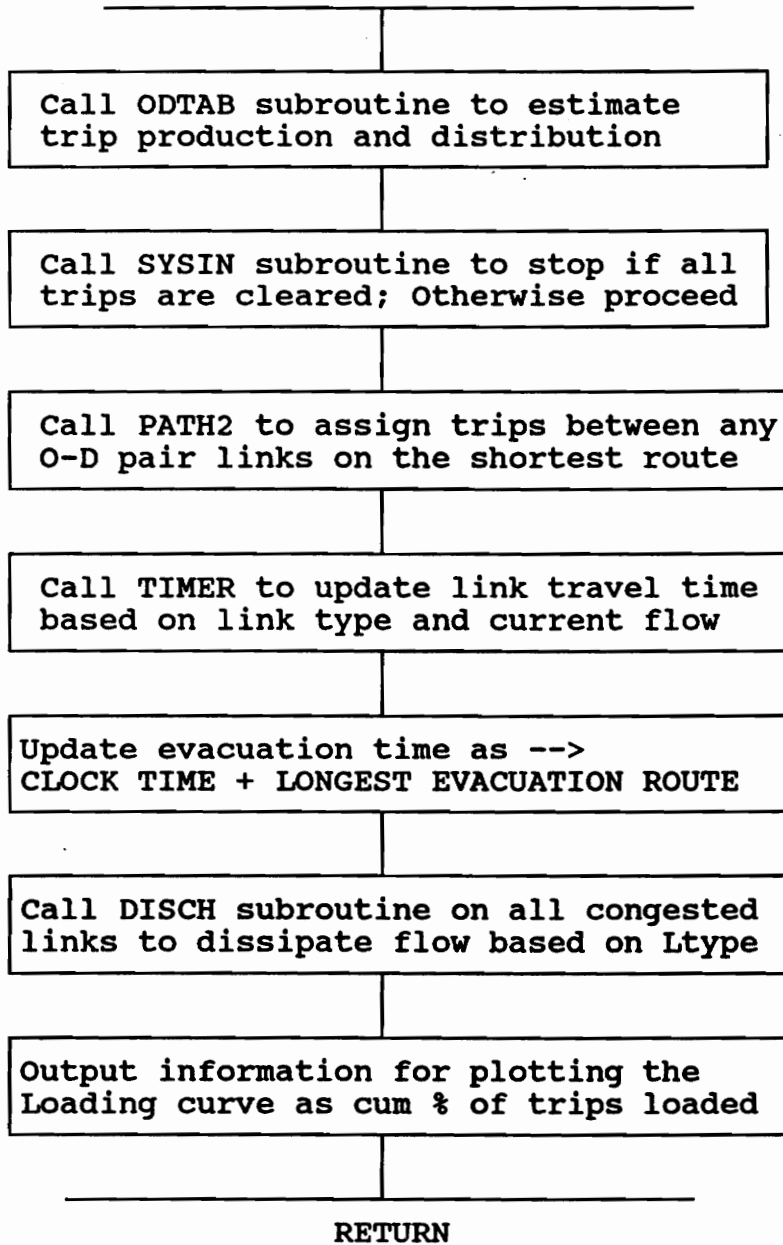 Call ODTAB subroutine to estimate
trip production and distribution
Call SYSIN subroutine to stop if all
trips are cleared; Otherwise proceed
Call PATH2 to assign trips between any
O-D pair links on the shortest route
Call TIMER to update link travel time
based on link type and current flow
Update evacuation time as -->
CLOCK TIME + LONGEST EVACUATION ROUTE
Call DISCH subroutine on all congested
links to dissipate flow based on Ltype
Output information for plotting the
Loading curve as cum % of trips loaded
RETURN